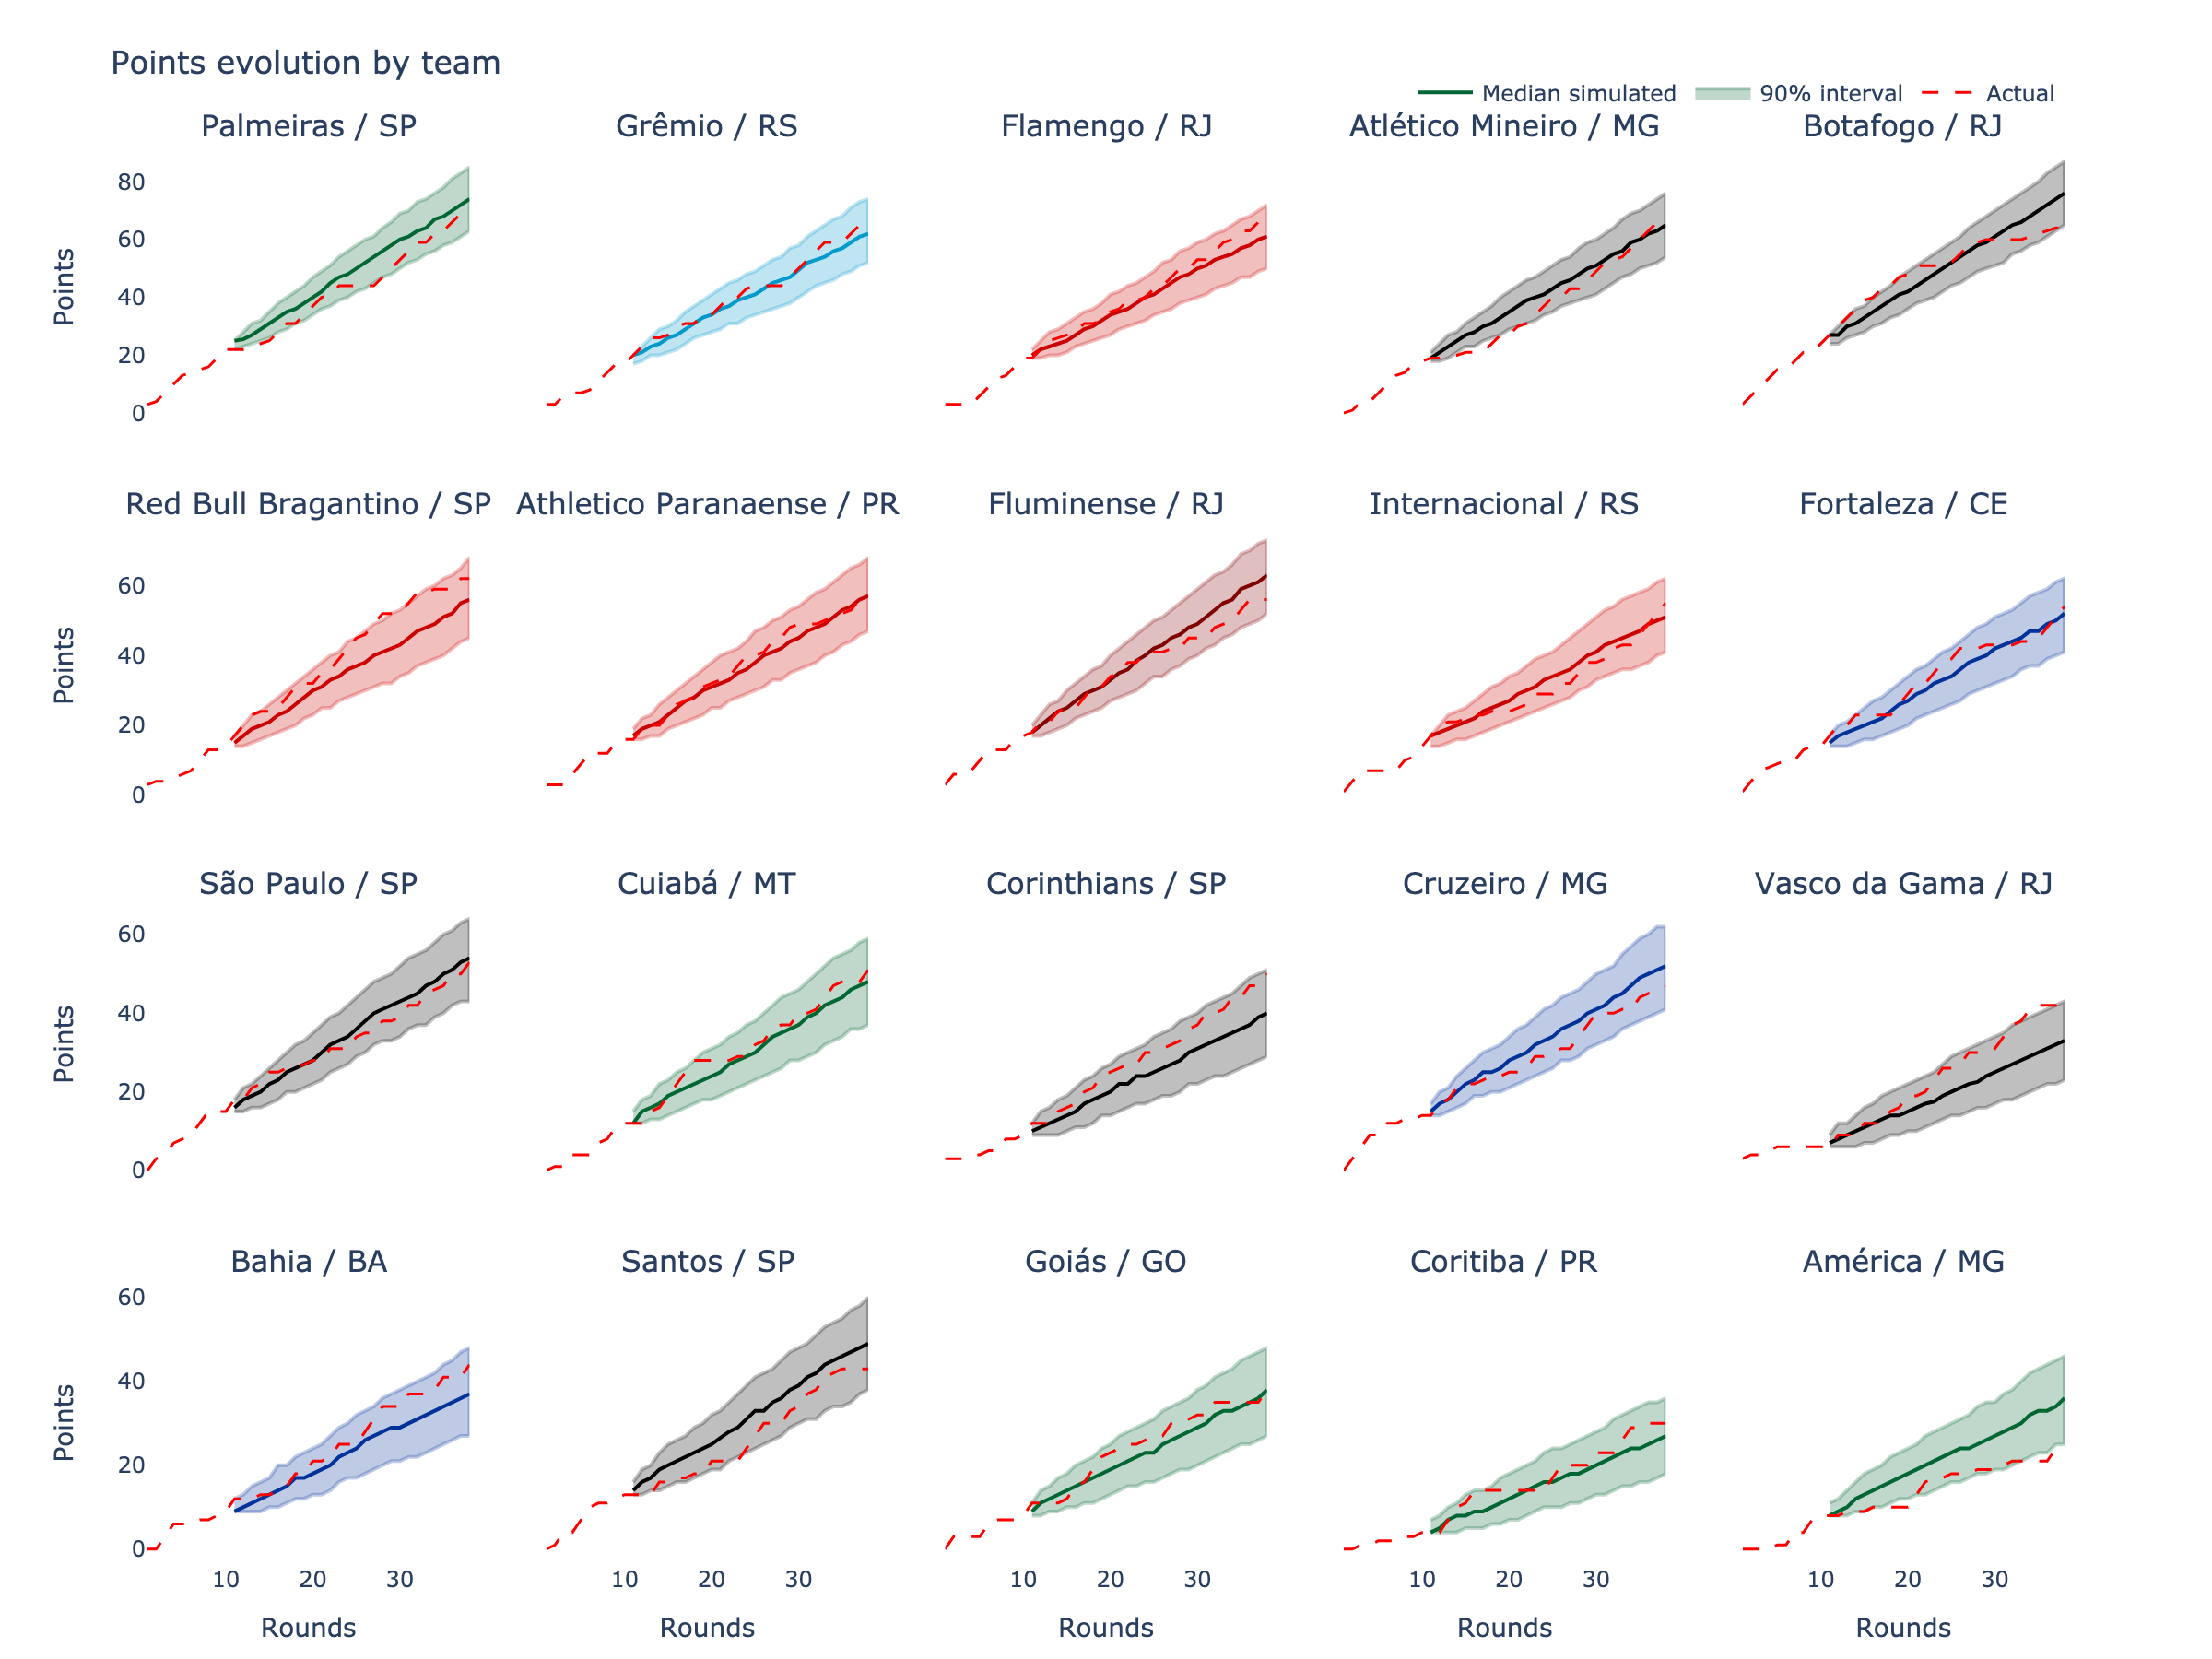 Points evolution by team
Median simulated 90% interval Actual
Palmeiras / SP Grêmio / RS Flamengo / RJ Atlético Mineiro / MG Botafogo / RJ
80
60
40
20
0
Points
Red Bull Bragantino / SP Athletico Paranaense / PR Fluminense / RJ Internacional / RS Fortaleza / CE
60
40
20
0
Points
São Paulo / SP Cuiabá / MT Corinthians / SP Cruzeiro / MG Vasco da Gama / RJ
60
40
20
0
Points
Bahia / BA Santos / SP Goiás / GO Coritiba / PR América / MG
60
40
20
0
Points
10 20 30 10 20 30 10 20 30 10 20 30 10 20 30
Rounds Rounds Rounds Rounds Rounds